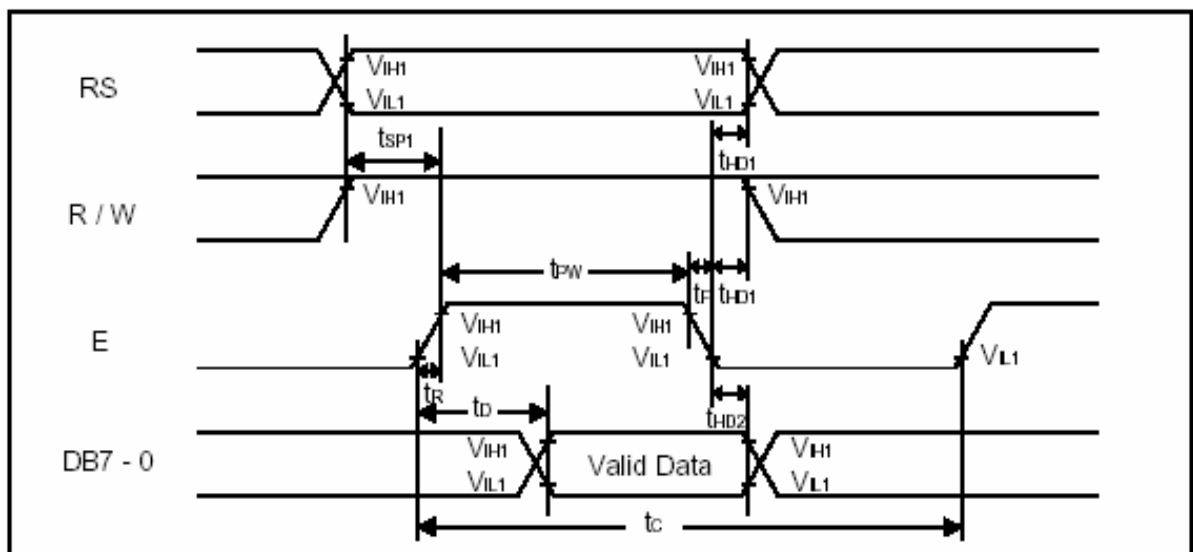 RS
VIH1 VIH1
VIL1 VIL1
tSP1 tHD1
R / W
VIH1 VIH1
tPW tF tHD1
E
VIH1 VIH1
VIL1 VIL1 VIL1
tR tD tHD2
DB7 - 0
VIH1 Valid Data VIH1
VIL1 VIL1
tC